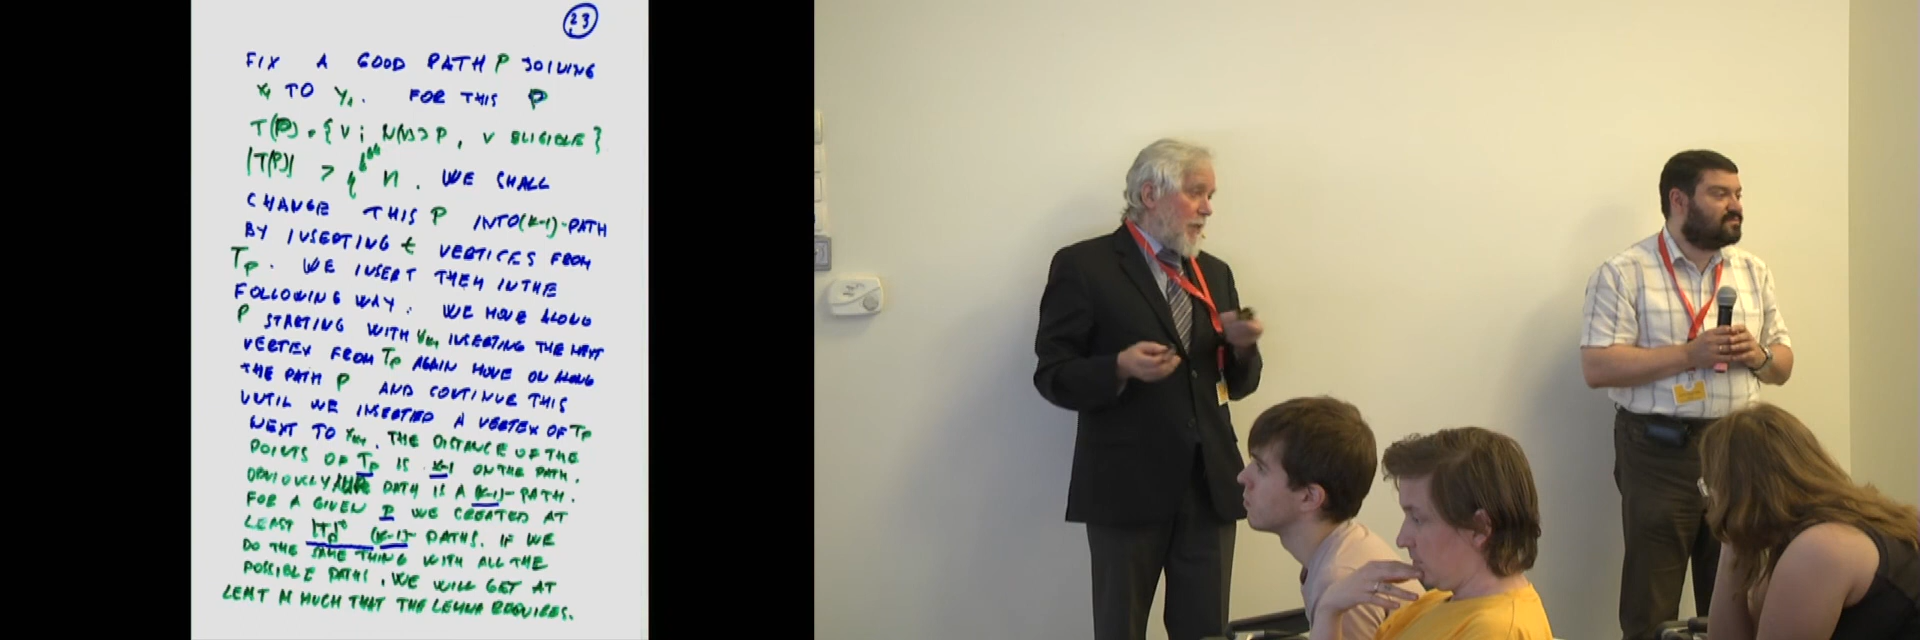 23
FIX A GOOD PATH P JOINING
x₁ TO y₁. FOR THIS P
T(P) = { V ; N(V) ⊃ P, V ELIGIBLE }
|T(P)| > n. WE SHALL
CHANGE THIS P INTO (k-1)-PATH
BY INSERTING t VERTICES FROM
Tp. WE INSERT THEM IN THE
FOLLOWING WAY. WE MOVE ALONG
P STARTING WITH INSERTING THE NEXT
VERTEX FROM Tp AGAIN MOVE ON ALONG
THE PATH P AND CONTINUE THIS
UNTIL WE INSERTED A VERTEX OF Tp
NEXT TO . THE DISTANCE OF THE
POINTS OF Tp IS k-1 ON THE PATH.
OBVIOUSLY PATH IS A (k-1)-PATH.
FOR A GIVEN P WE CREATED AT
LEAST |Tp|ᵗ (k-1)- PATHS. IF WE
DO THE SAME THING WITH ALL THE
POSSIBLE PATHS, WE WILL GET AT
LEAST MUCH THAT THE LEMMA REQUIRES.